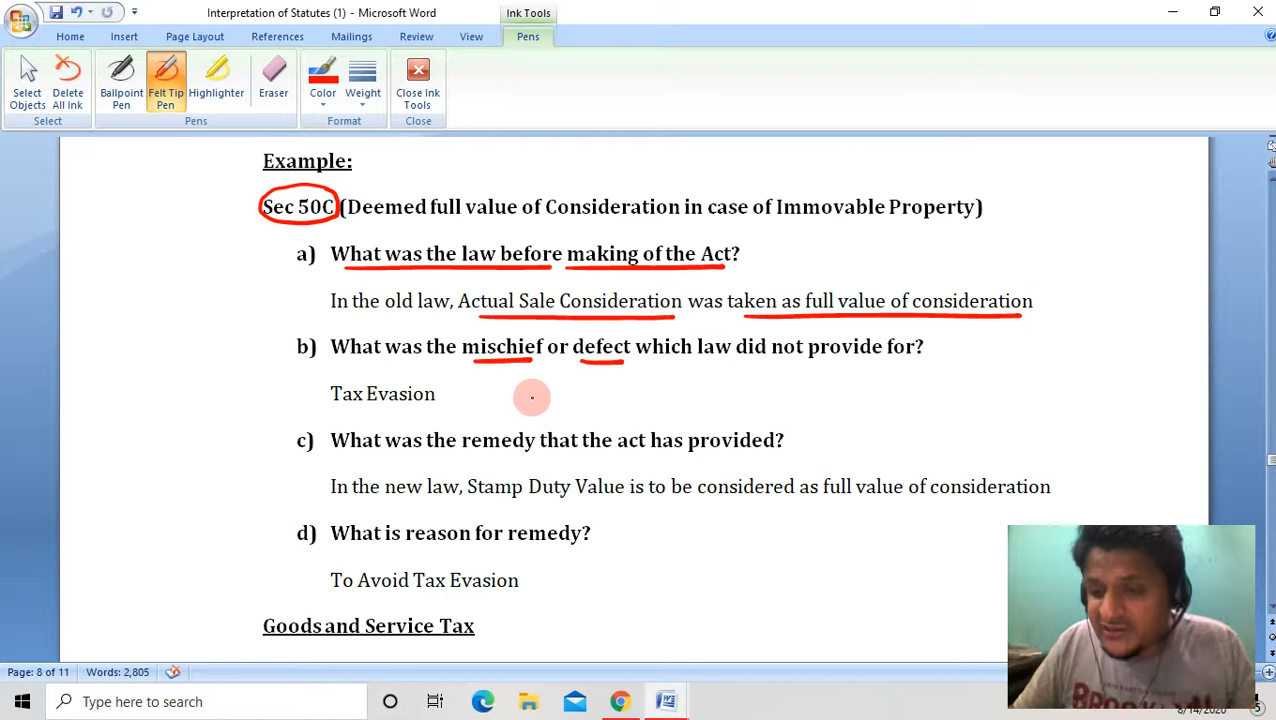 Interpretation of Statutes (1) - Microsoft Word
Ink Tools
Home Insert Page Layout References Mailings Review View Pens
Select Objects
Delete All Ink
Ballpoint Pen
Felt Tip Pen
Highlighter
Eraser
Color
Weight
Close Ink Tools
Select Pens Format Close
Example:
Sec 50C (Deemed full value of Consideration in case of Immovable Property)
a) What was the law before making of the Act?
In the old law, Actual Sale Consideration was taken as full value of consideration
b) What was the mischief or defect which law did not provide for?
Tax Evasion
c) What was the remedy that the act has provided?
In the new law, Stamp Duty Value is to be considered as full value of consideration
d) What is reason for remedy?
To Avoid Tax Evasion
Goods and Service Tax
Page: 8 of 11 Words: 2,805
Type here to search
8/14/2020